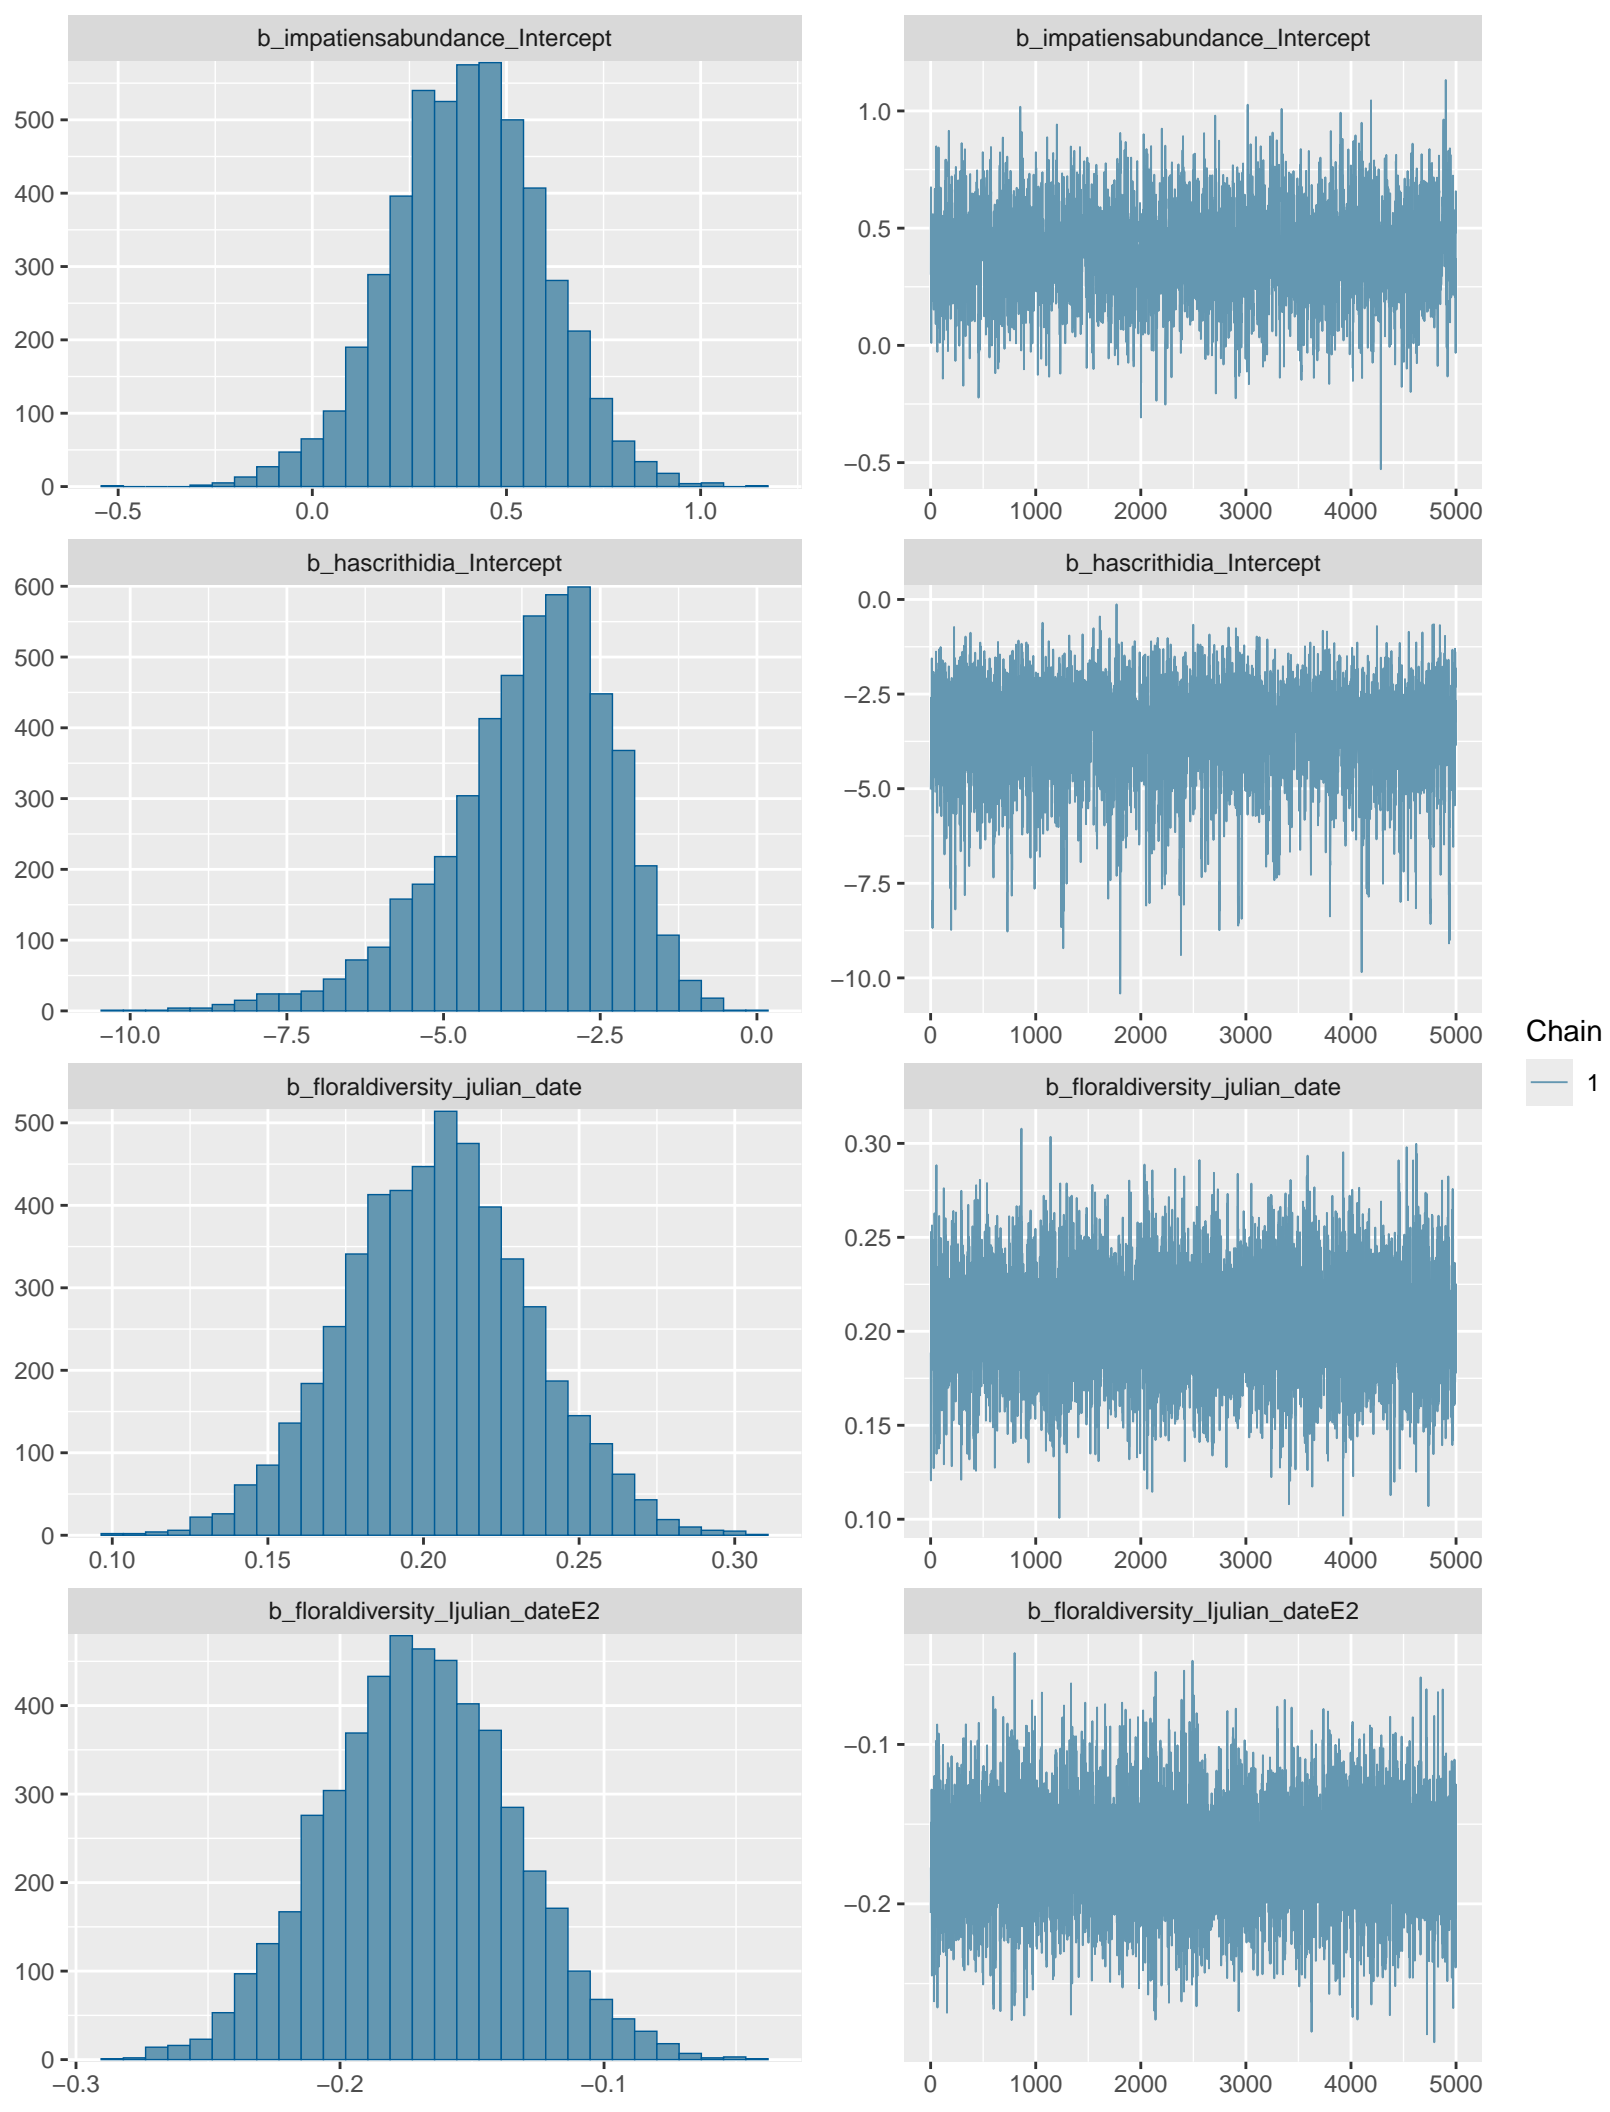 b_impatiensabundance_Intercept
500
400
300
200
100
0
−0.5 0.0 0.5 1.0
b_impatiensabundance_Intercept
1.0
0.5
0.0
−0.5
0 1000 2000 3000 4000 5000
b_hascrithidia_Intercept
600
500
400
300
200
100
0
−10.0 −7.5 −5.0 −2.5 0.0
b_hascrithidia_Intercept
0.0
−2.5
−5.0
−7.5
−10.0
0 1000 2000 3000 4000 5000
b_floraldiversity_julian_date
500
400
300
200
100
0
0.10 0.15 0.20 0.25 0.30
b_floraldiversity_julian_date
0.30
0.25
0.20
0.15
0.10
0 1000 2000 3000 4000 5000
b_floraldiversity_Ijulian_dateE2
400
300
200
100
0
−0.3 −0.2 −0.1
b_floraldiversity_Ijulian_dateE2
−0.1
−0.2
0 1000 2000 3000 4000 5000
Chain
1